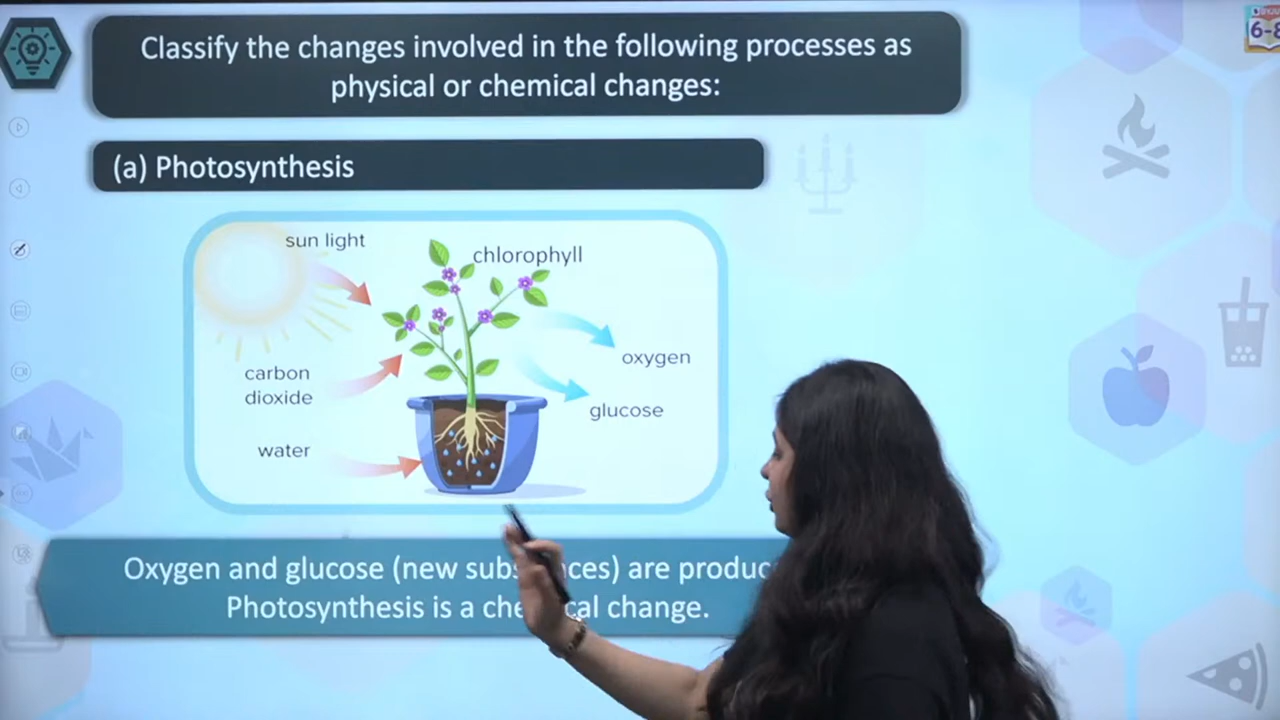 Classify the changes involved in the following processes as
physical or chemical changes:
6-8
(a) Photosynthesis
sun light
chlorophyll
oxygen
carbon
dioxide
glucose
water
Oxygen and glucose (new are
Photosynthesis is a change.